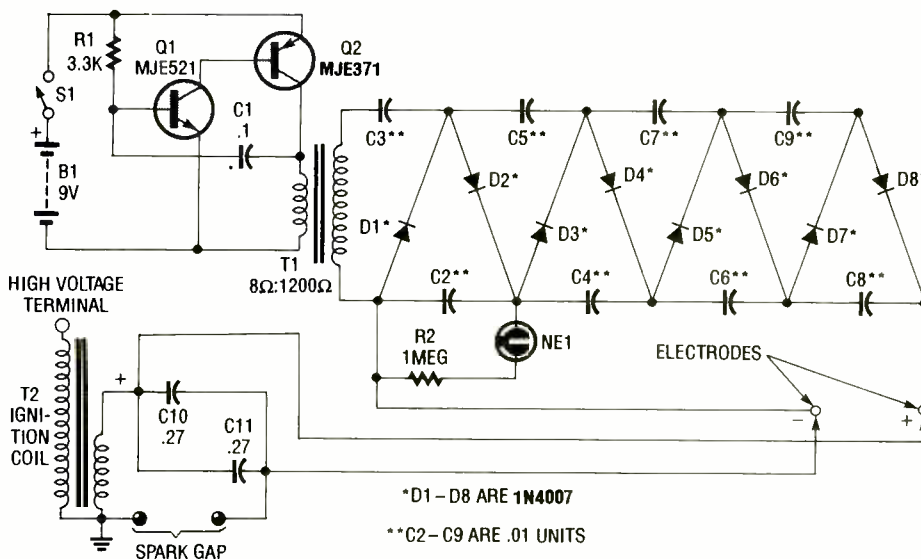 R1
3.3K
Q1
MJE521
Q2
MJE371
S1
C1
.1
+
B1
9V
T1
8Ω:1200Ω
C3**
C5**
C7**
C9**
D1*
D2*
D3*
D4*
D5*
D6*
D7*
D8
C2**
C4**
C6**
C8**
R2
1MEG
NE1
HIGH VOLTAGE
TERMINAL
T2
IGNI-
TION
COIL
+
C10
.27
C11
.27
SPARK GAP
ELECTRODES
−
+
*D1–D8 ARE 1N4007
**C2–C9 ARE .01 UNITS